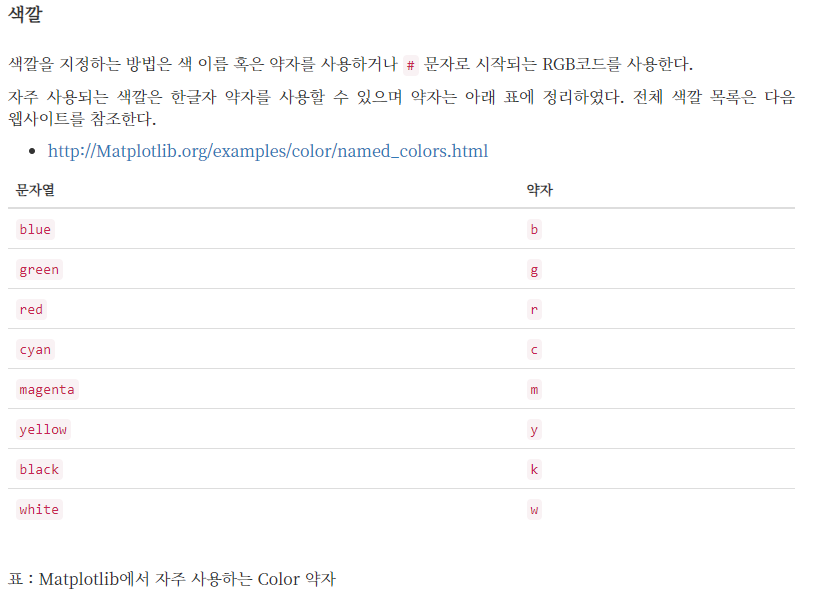 색깔
색깔을 지정하는 방법은 색 이름 혹은 약자를 사용하거나 # 문자로 시작되는 RGB코드를 사용한다.
자주 사용되는 색깔은 한글자 약자를 사용할 수 있으며 약자는 아래 표에 정리하였다. 전체 색깔 목록은 다음
웹사이트를 참조한다.
• http://Matplotlib.org/examples/color/named_colors.html
문자열 약자
blue b
green g
red r
cyan c
magenta m
yellow y
black k
white w
표 : Matplotlib에서 자주 사용하는 Color 약자